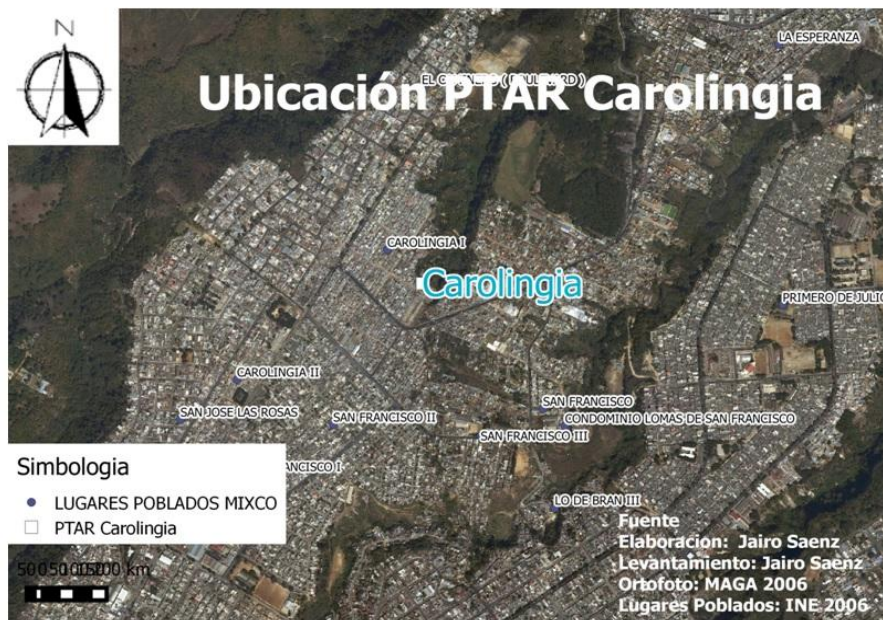 N
LA ESPERANZA
Ubicación PTAR Carolingia
CAROLINGIA I
Carolingia
PRIMERO DE JULIO
CAROLINGIA II
SAN JOSE LAS ROSAS
SAN FRANCISCO II
SAN FRANCISCO
CONDOMINIO LOMAS DE SAN FRANCISCO
SAN FRANCISCO III
ANCISCO I
LO DE BRAN III
Simbologia
LUGARES POBLADOS MIXCO
PTAR Carolingia
km
Fuente
Elaboracion: Jairo Saenz
Levantamiento: Jairo Saenz
Ortofoto: MAGA 2006
Lugares Poblados: INE 2006